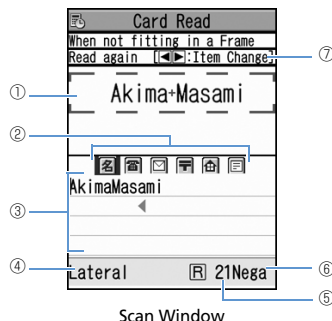 Card Read
When not fitting in a Frame
Read again [◀▶:Item Change]
⑦
①
Akima+Masami
②
名 ☎ ✉ 〒
AkimaMasami
③
◀
④
Lateral R 21Nega
⑥
⑤
Scan Window